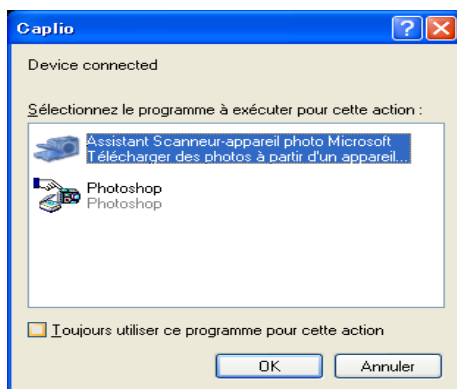 Caplio
Device connected
Sélectionnez le programme à exécuter pour cette action :
Assistant Scanneur-appareil photo Microsoft
Télécharger des photos à partir d'un appareil...
Photoshop
Photoshop
Toujours utiliser ce programme pour cette action
OK
Annuler